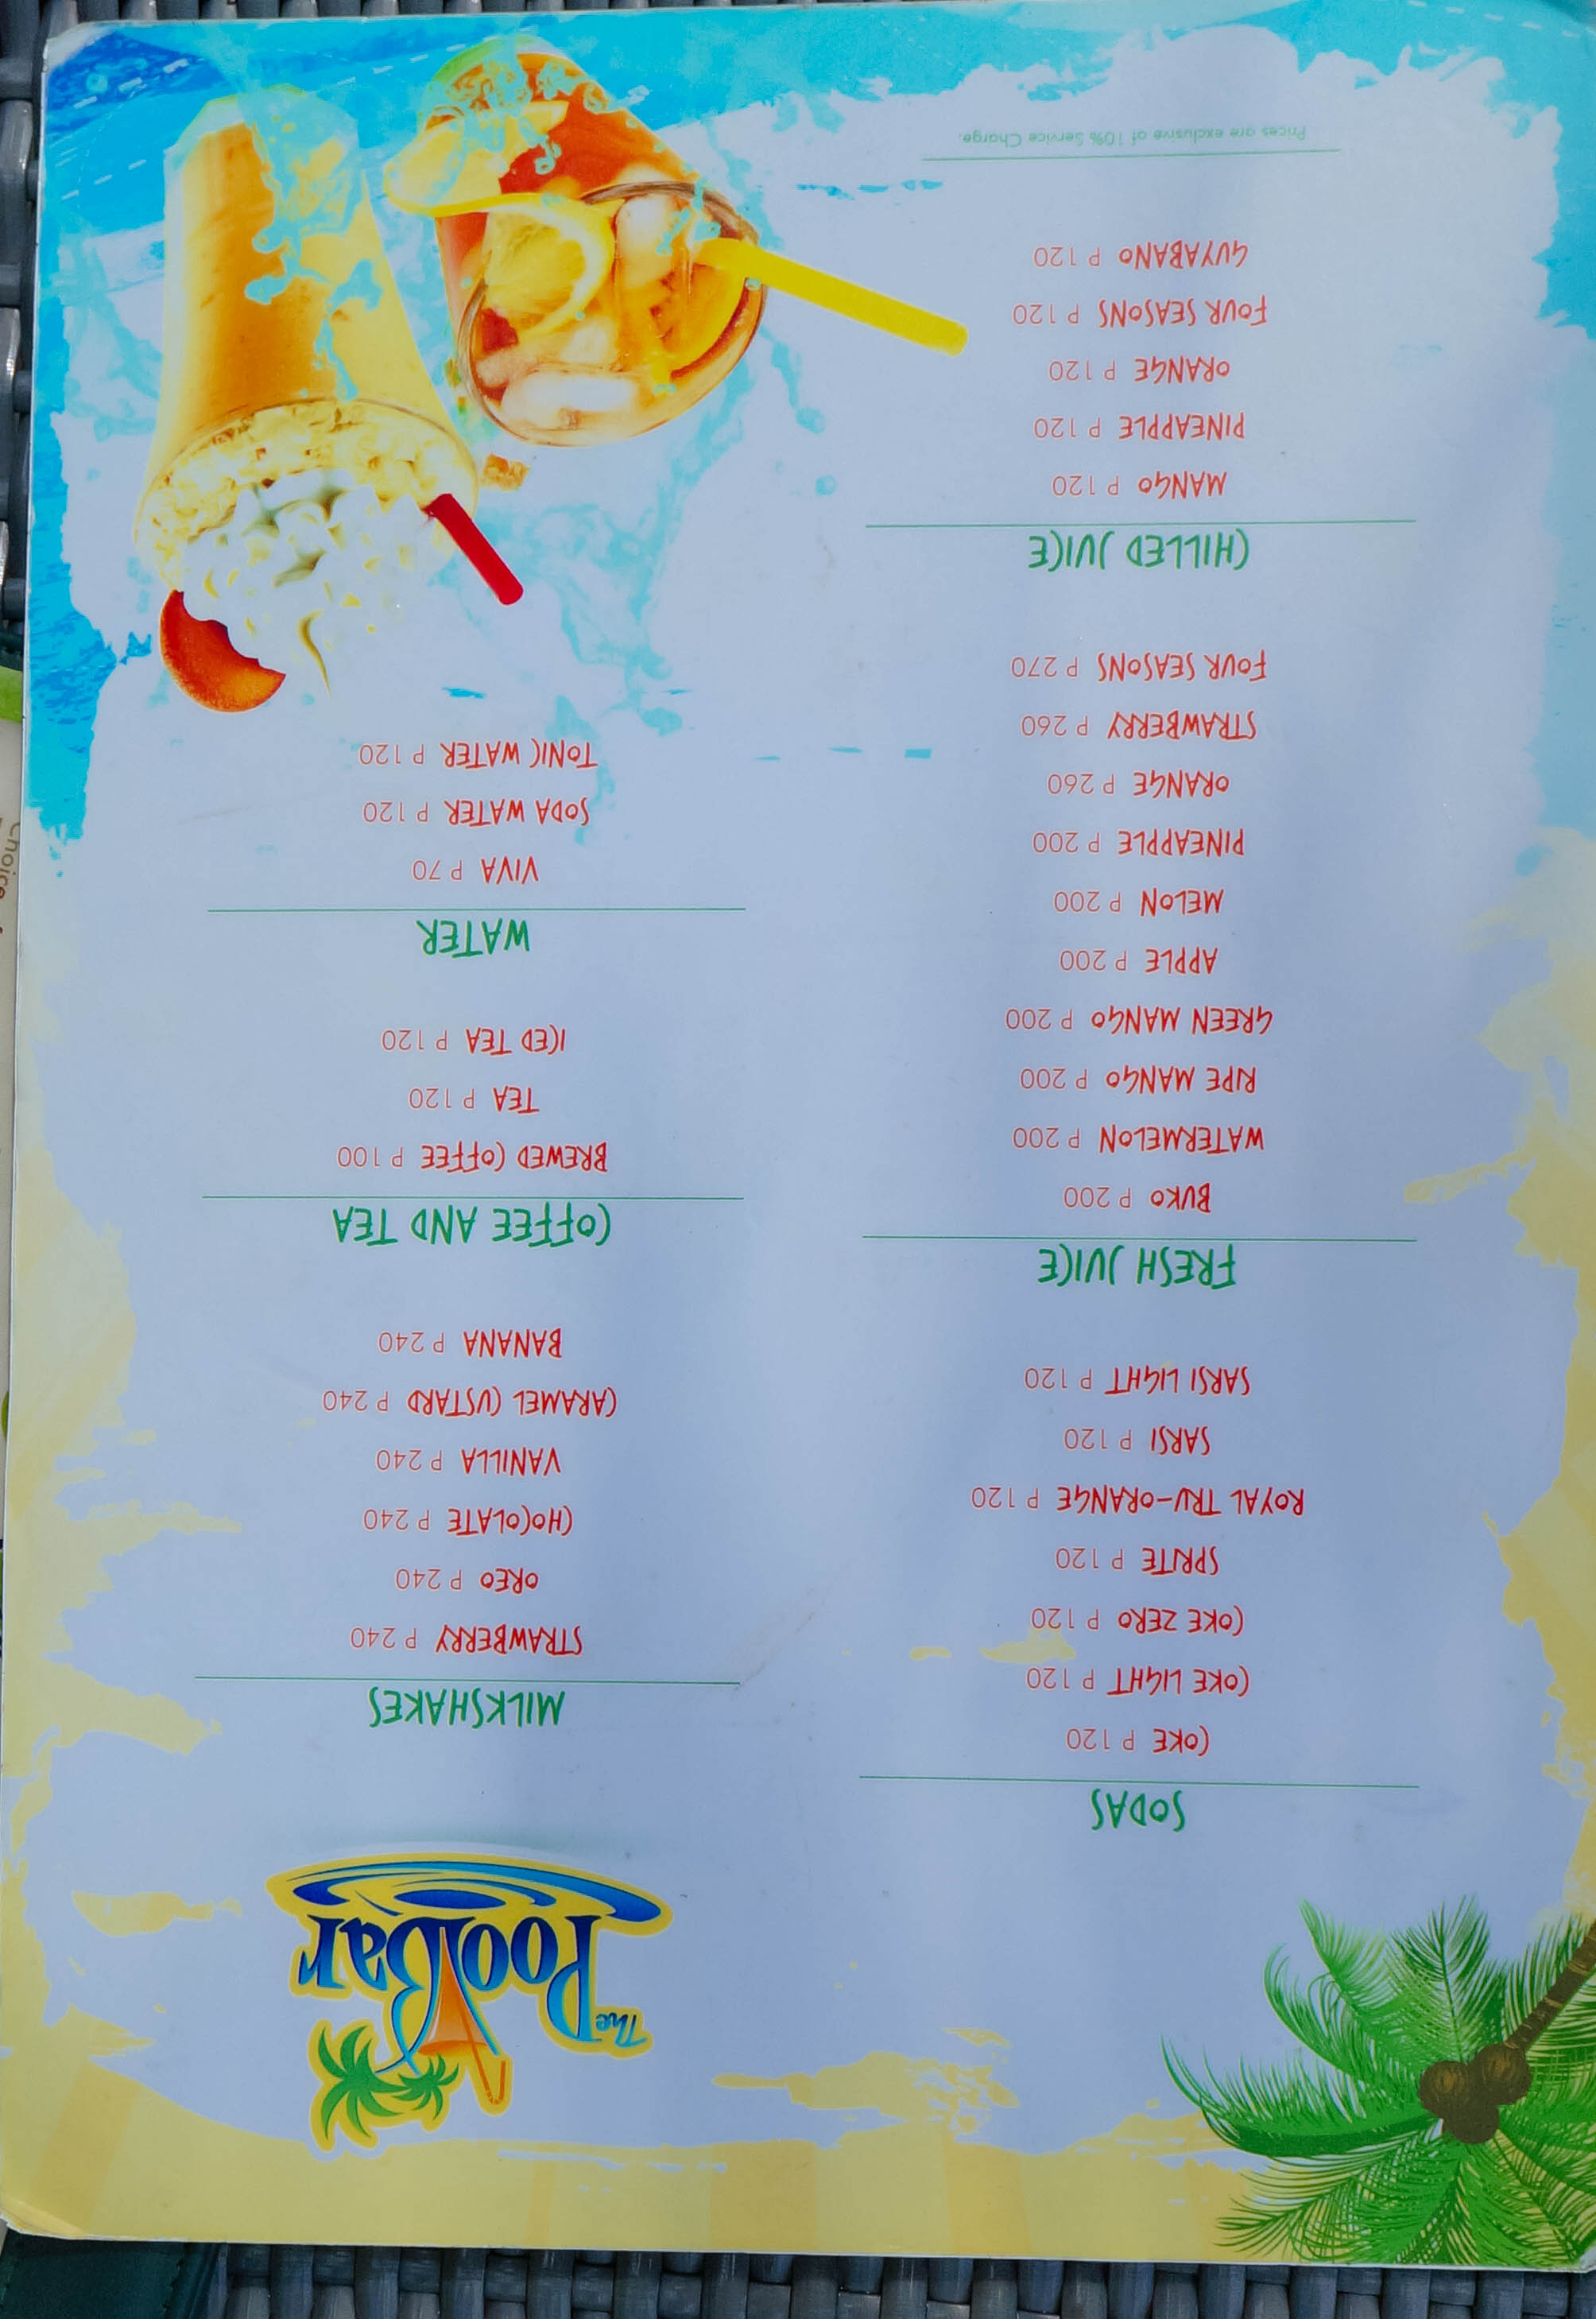 SODAS
COKE P 120
COKE LIGHT P 120
COKE ZERO P 120
SPRITE P 120
ROYAL TRU-ORANGE P 120
SARSI P 120
SARSI LIGHT P 120
FRESH JUICE
BUKO P 200
WATERMELON P 200
RIPE MANGO P 200
GREEN MANGO P 200
APPLE P 200
MELON P 200
PINEAPPLE P 200
ORANGE P 260
STRAWBERRY P 260
FOUR SEASONS P 270
CHILLED JUICE
MANGO P 120
PINEAPPLE P 120
ORANGE P 120
FOUR SEASONS P 120
GUYABANO P 120
Prices are exclusive of 10% Service Charge.
The
PoolBar
MILKSHAKES
STRAWBERRY P 240
OREO P 240
CHOCOLATE P 240
VANILLA P 240
CARAMEL CUSTARD P 240
BANANA P 240
COFFEE AND TEA
BREWED COFFEE P 100
TEA P 120
ICED TEA P 120
WATER
VIVA P 70
SODA WATER P 120
TONIC WATER P 120
Choice